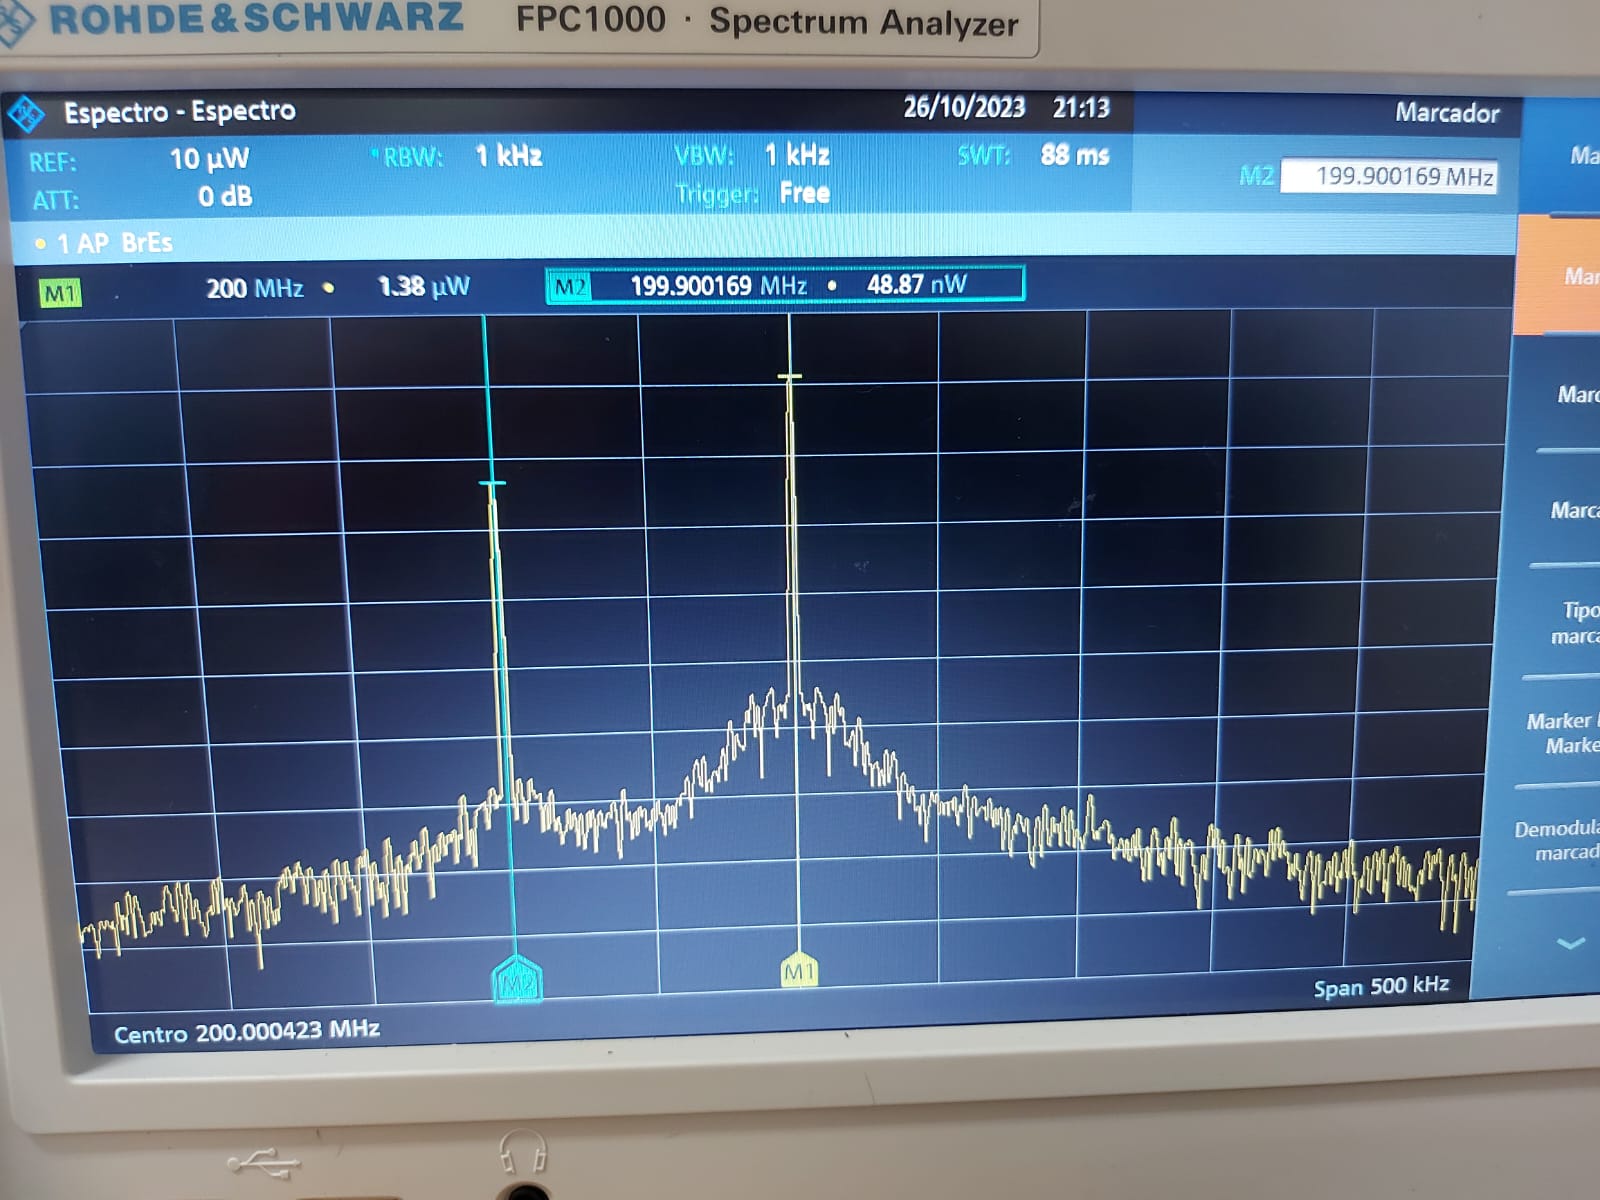 ROHDE&SCHWARZ FPC1000 · Spectrum Analyzer
Espectro - Espectro 26/10/2023 21:13 Marcador
REF: 10 µW RBW: 1 kHz VBW: 1 kHz SWT: 88 ms
M2 199.900169 MHz
ATT: 0 dB Trigger: Free
1 AP BrEs
M1 200 MHz 1.38 µW M2 199.900169 MHz 48.87 nW
Ma
Mar
Marc
Marca
Tipo
marca
Marker
Marke
Demodula
marcad
M2 M1
Centro 200.000423 MHz Span 500 kHz